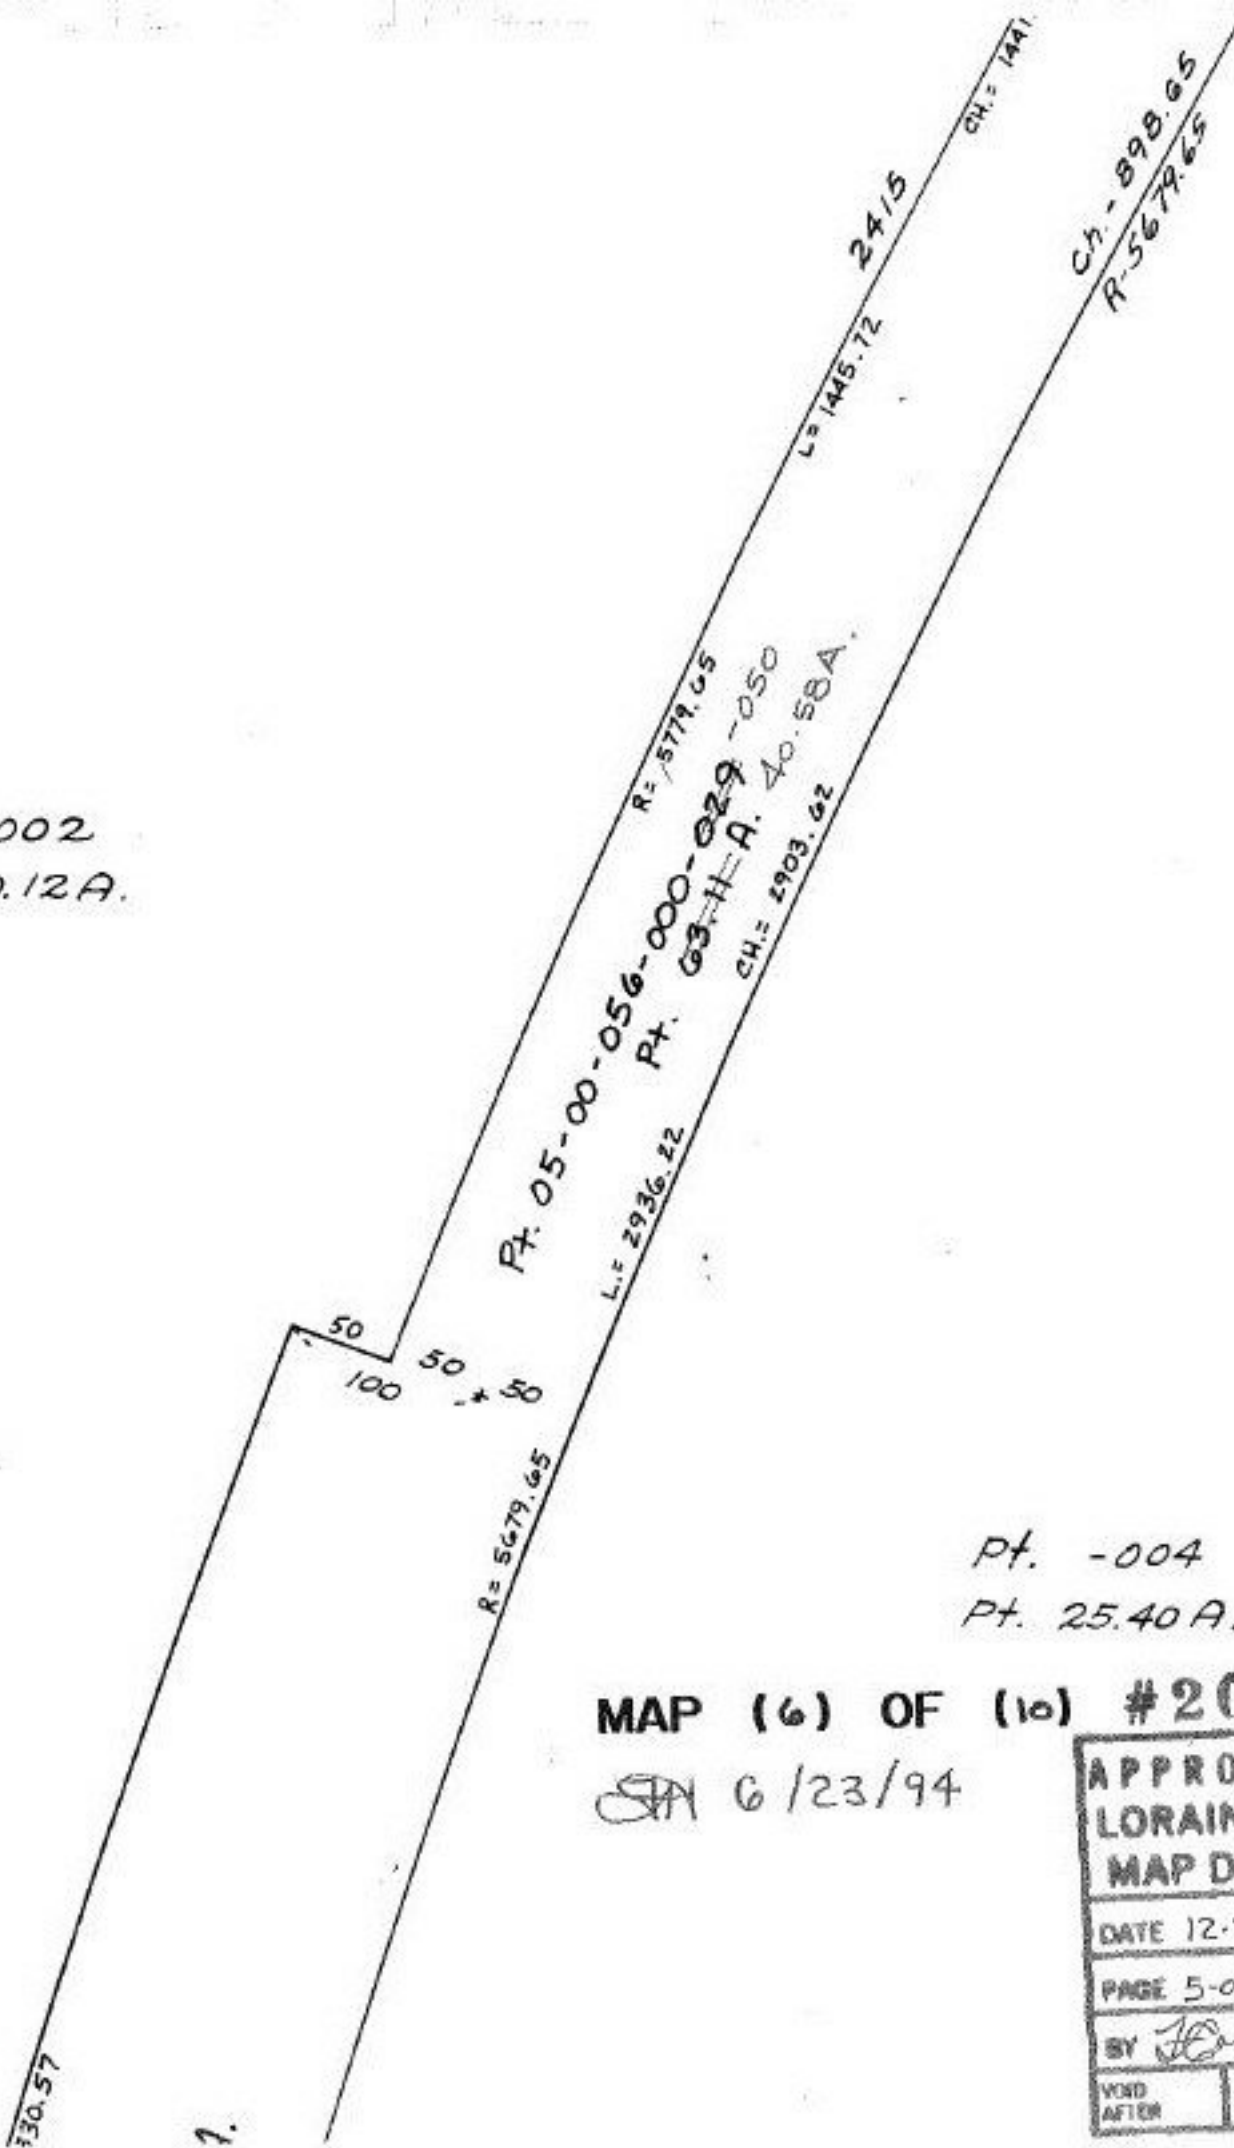 CH. = 1441.
2415
L = 1445.72
Ch. - 898.65
R-5679.65
R = 5779.65
Pt. 05-00-056-000-029 -050
Pt. 63.11 A. 40.58A.
CH. = 2903.62
L. = 2936.22
002
.12A.
50
100
50
50
R = 5679.65
Pt. -004
Pt. 25.40 A.
MAP (6) OF (10) #20
6/23/94
APPRO
LORAIN
MAP D
DATE 12-
PAGE 5-0
BY
VOID
AFTER
330.57